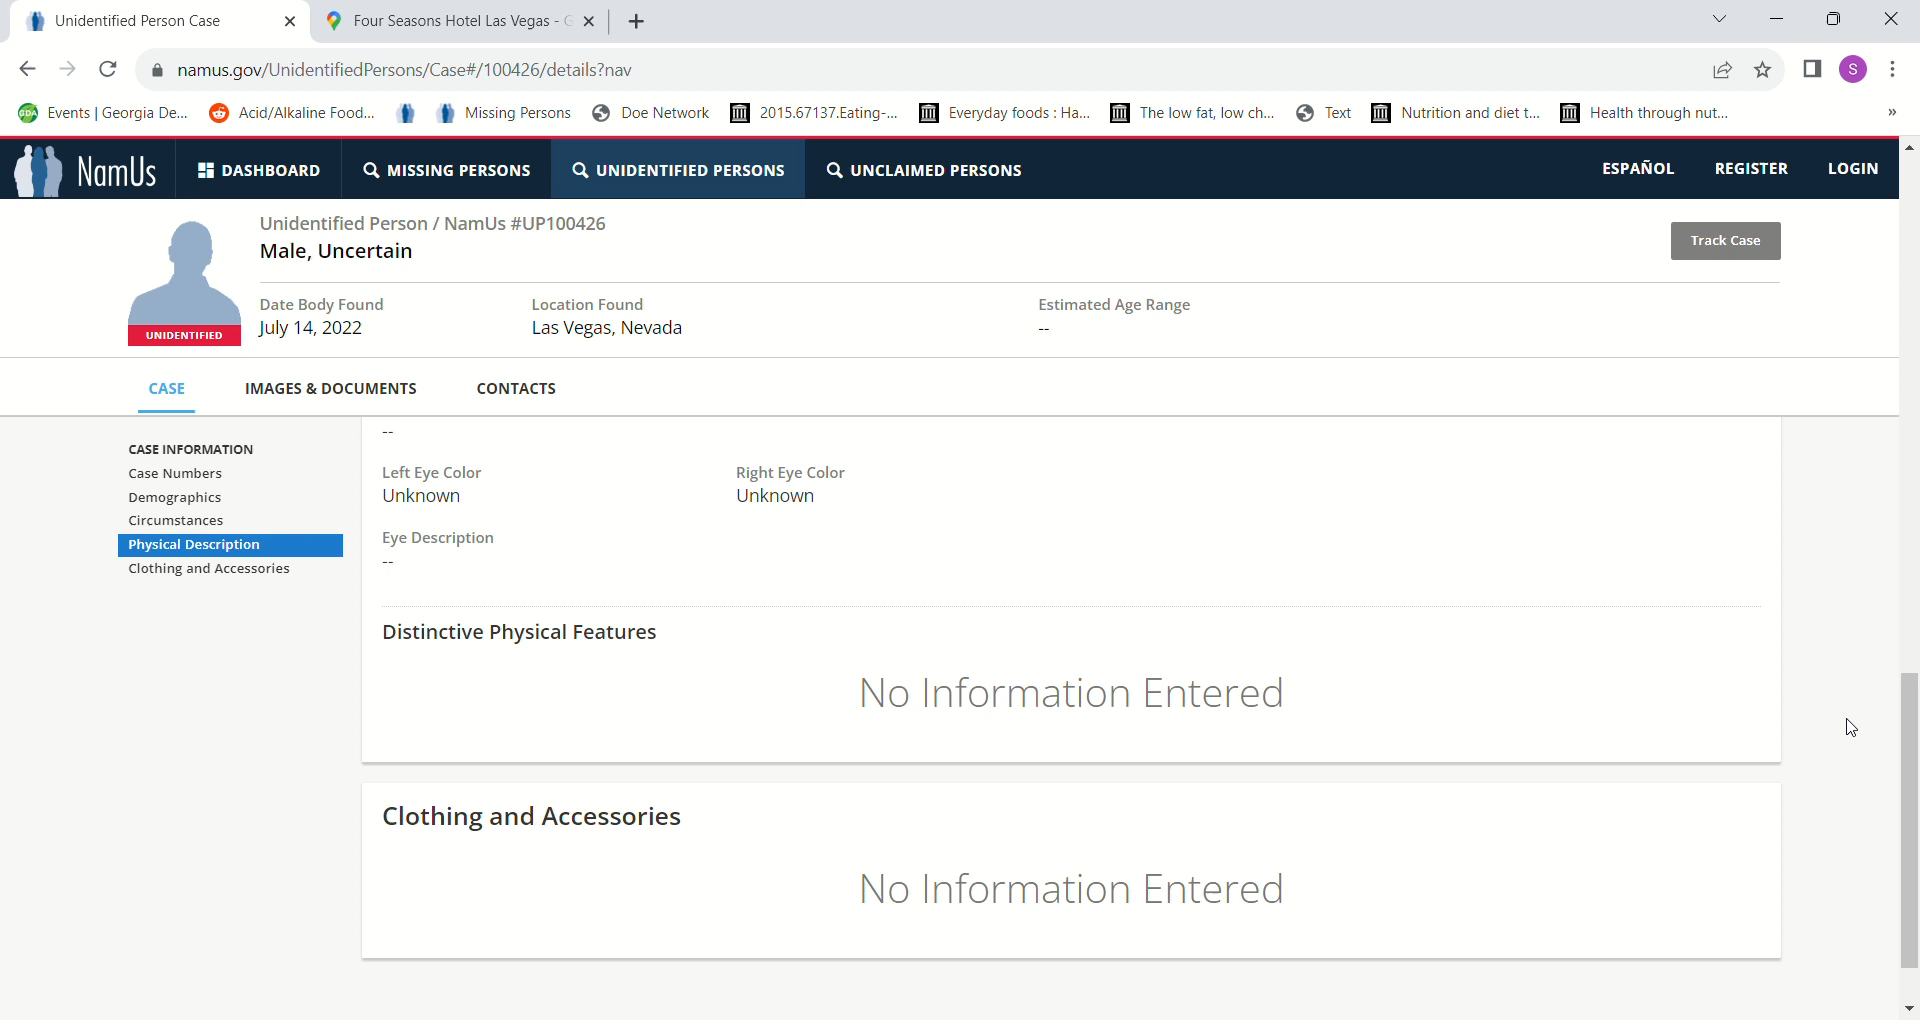 Unidentified Person Case
Four Seasons Hotel Las Vegas -
namus.gov/UnidentifiedPersons/Case#/100426/details?nav
S
GDA Events | Georgia De... Acid/Alkaline Food... Missing Persons Doe Network 2015.67137.Eating-... Everyday foods : Ha... The low fat, low ch... Text Nutrition and diet t... Health through nut... »
NamUs DASHBOARD MISSING PERSONS UNIDENTIFIED PERSONS UNCLAIMED PERSONS ESPAÑOL REGISTER LOGIN
Unidentified Person / NamUs #UP100426
Male, Uncertain
Track Case
Date Body Found Location Found Estimated Age Range
July 14, 2022 Las Vegas, Nevada --
UNIDENTIFIED
CASE IMAGES & DOCUMENTS CONTACTS
CASE INFORMATION
Case Numbers
Demographics
Circumstances
Physical Description
Clothing and Accessories
--
Left Eye Color Right Eye Color
Unknown Unknown
Eye Description
--
Distinctive Physical Features
No Information Entered
Clothing and Accessories
No Information Entered